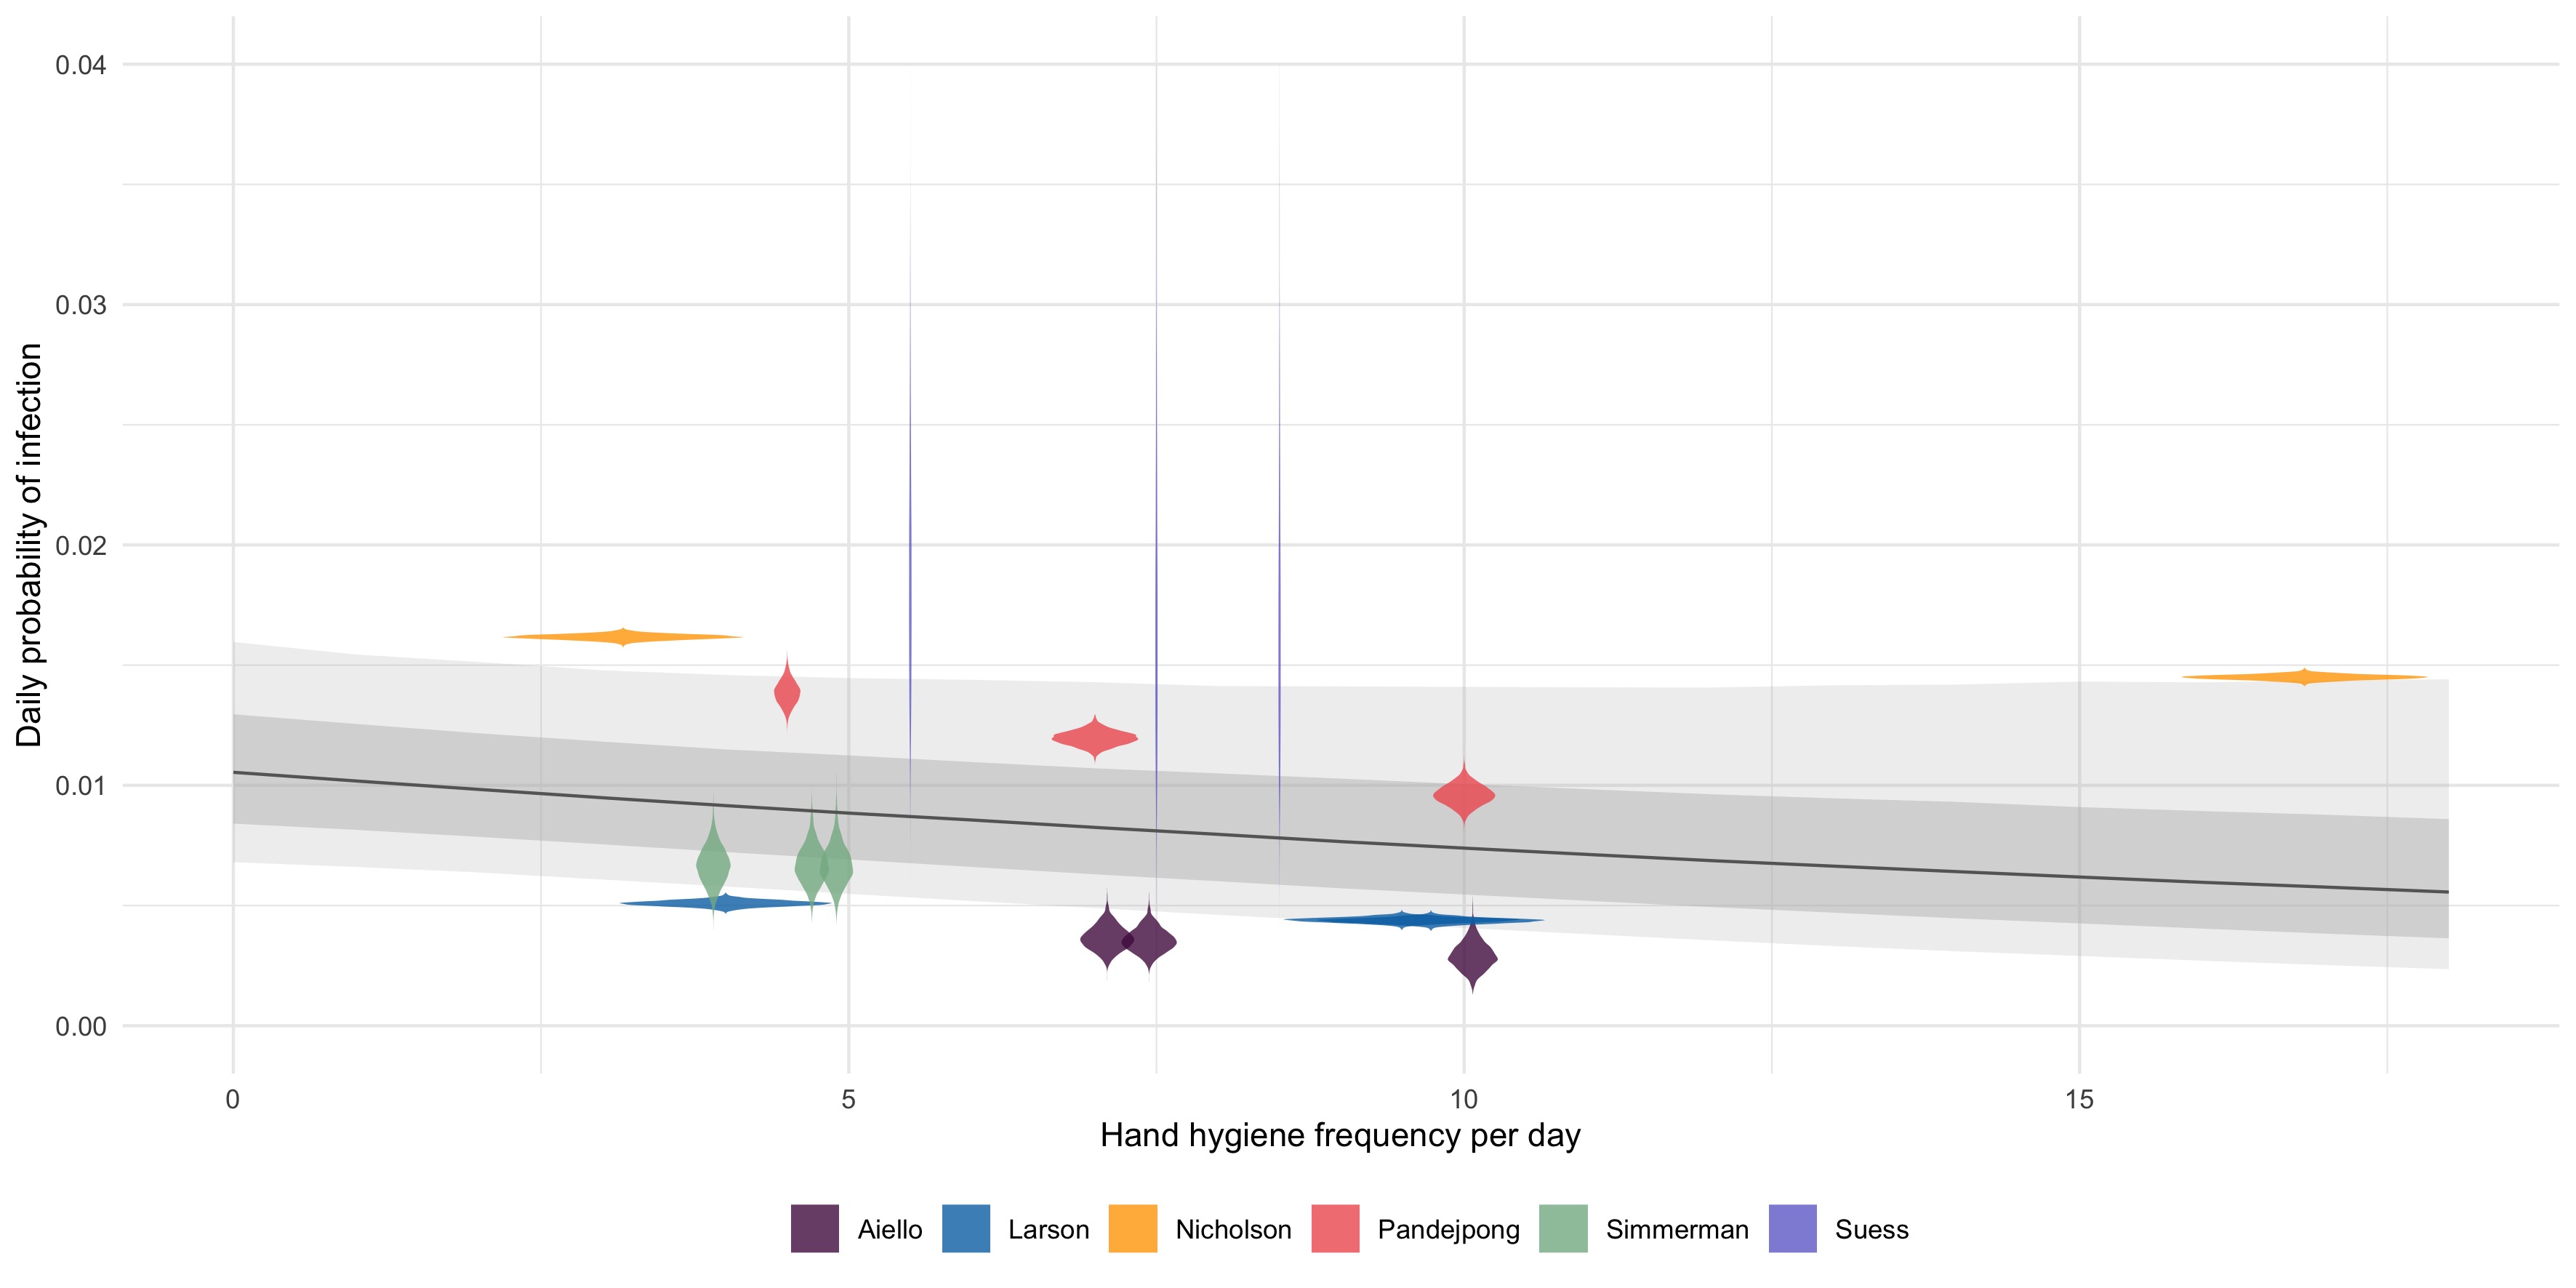 0.04
0.03
0.02
0.01
0.00
Daily probability of infection
0 5 10 15
Hand hygiene frequency per day
Aiello Larson Nicholson Pandejpong Simmerman Suess